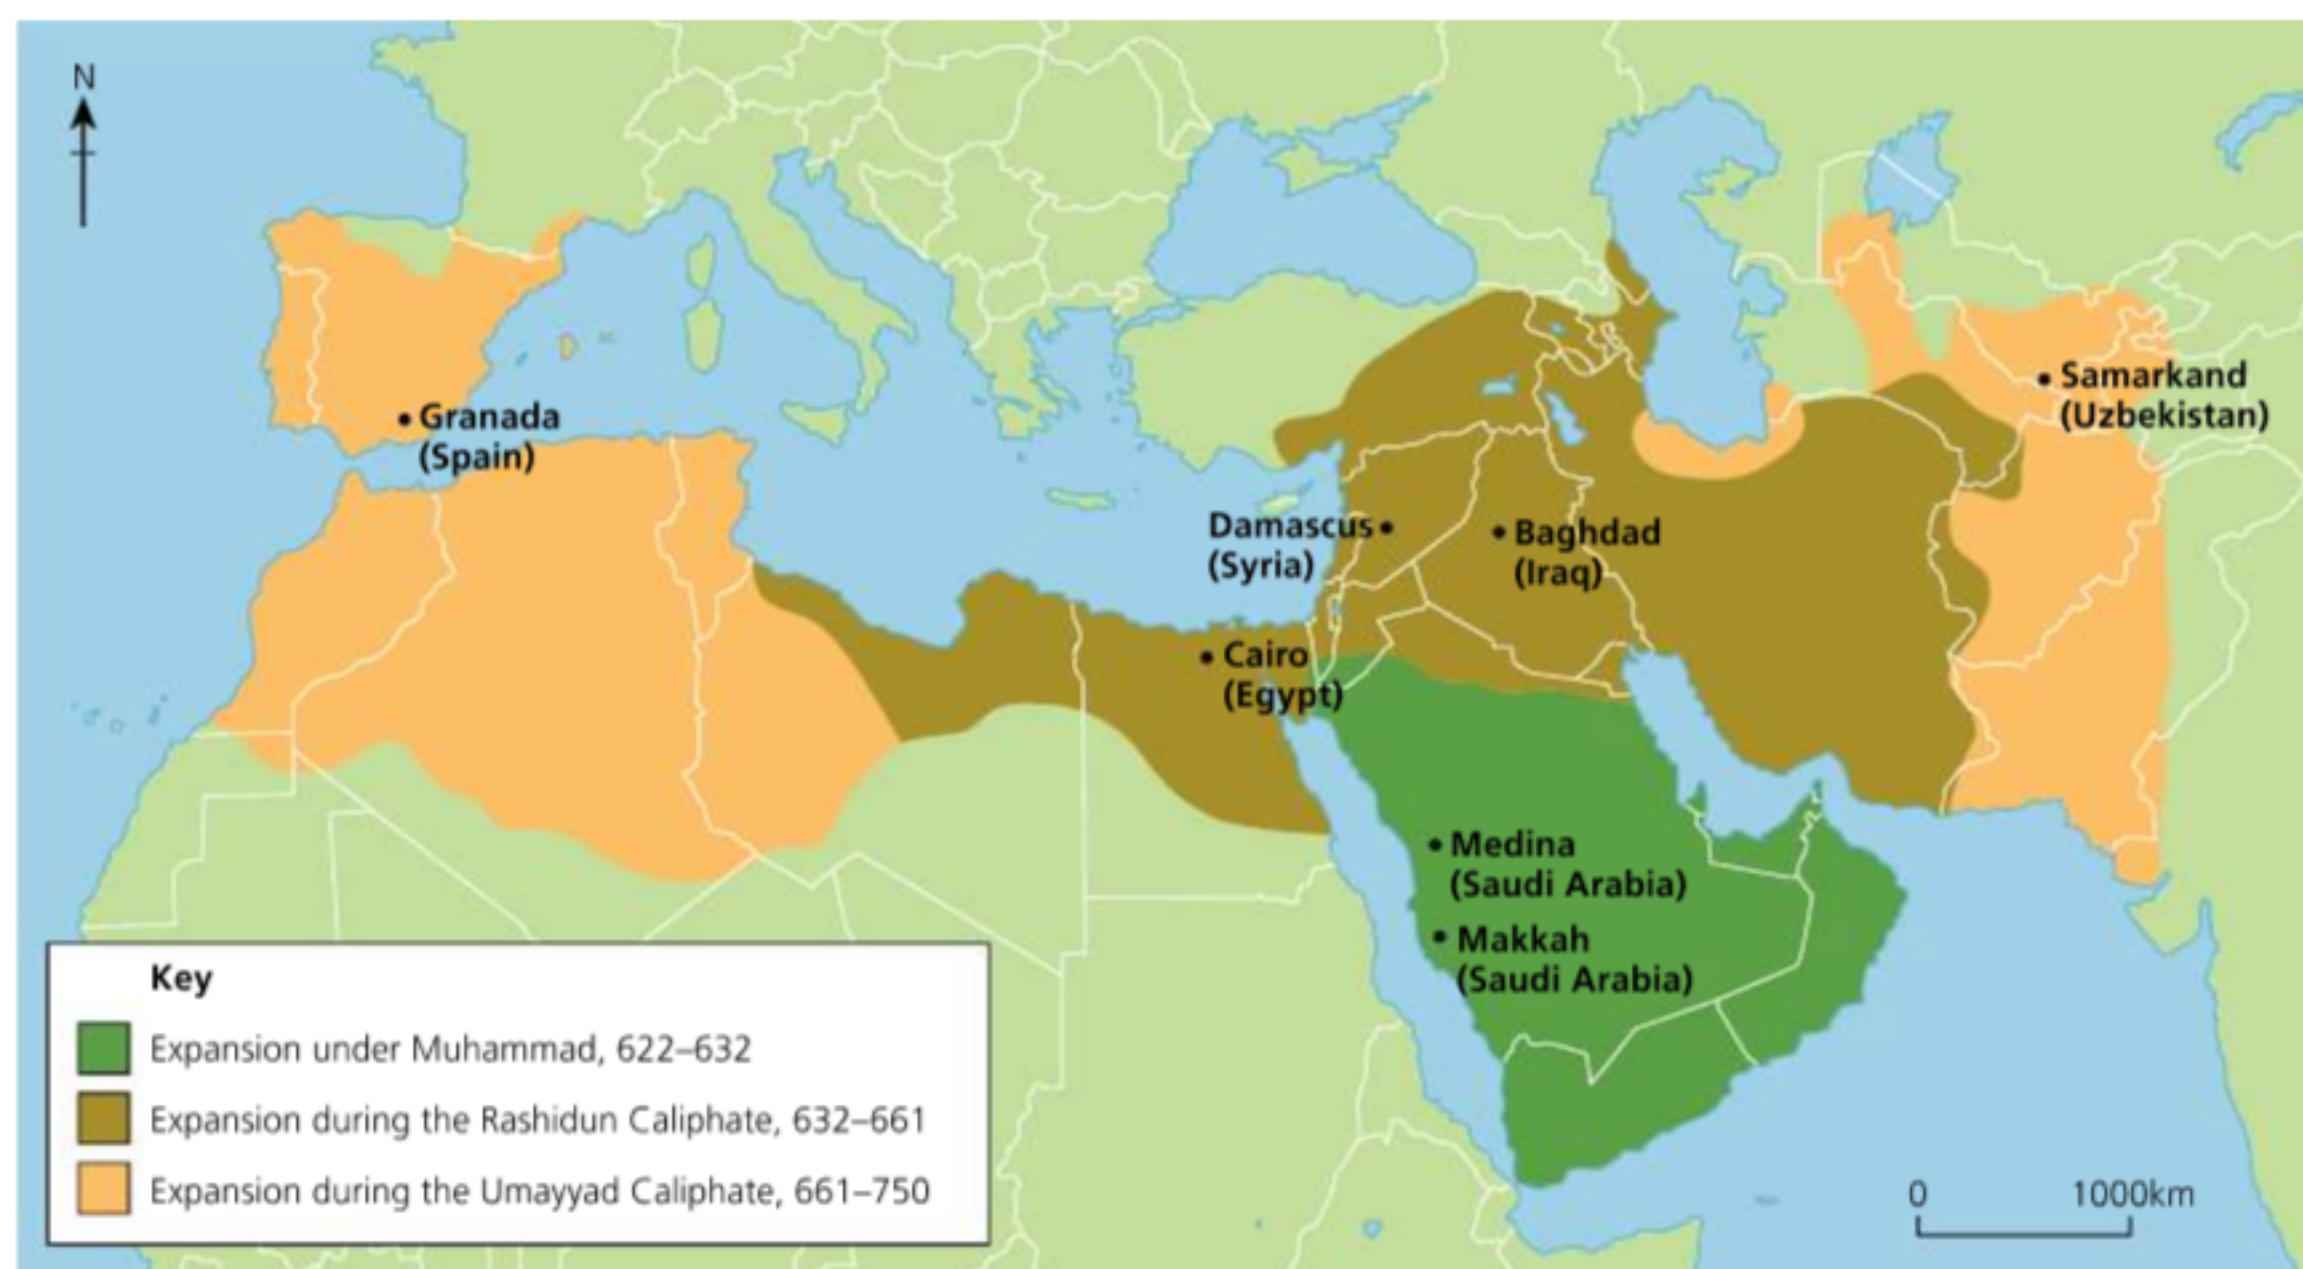 N
Granada
(Spain)
Samarkand
(Uzbekistan)
Damascus
(Syria)
Baghdad
(Iraq)
Cairo
(Egypt)
Medina
(Saudi Arabia)
Makkah
(Saudi Arabia)
Key
Expansion under Muhammad, 622–632
Expansion during the Rashidun Caliphate, 632–661
Expansion during the Umayyad Caliphate, 661–750
0 1000km